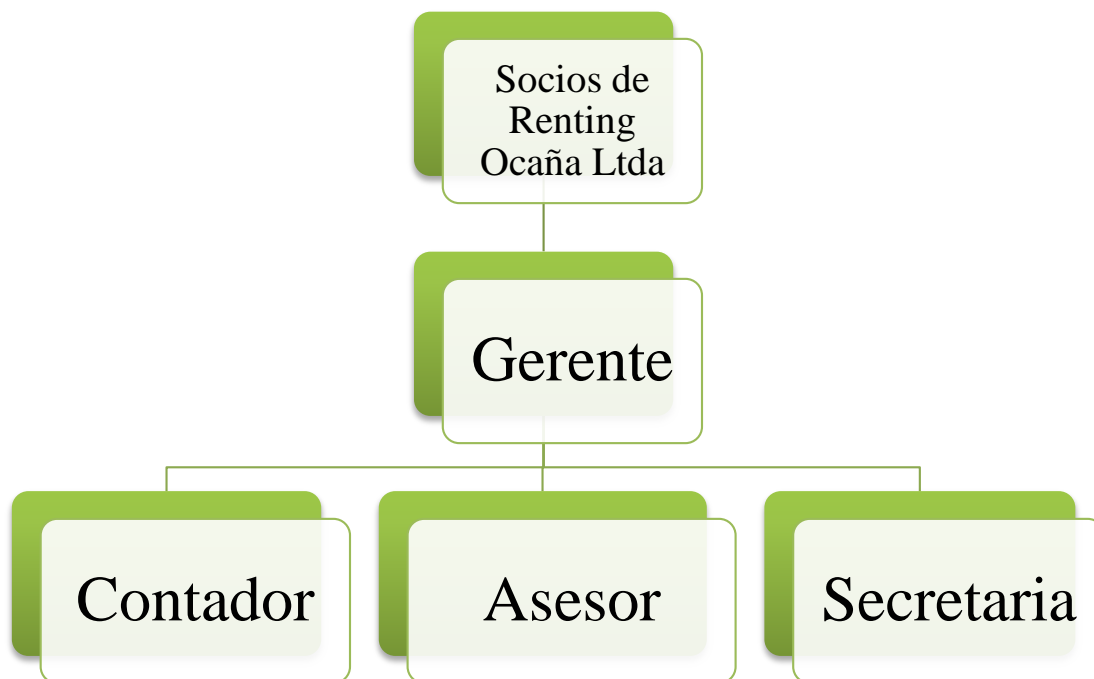 Socios de
Renting
Ocaña Ltda
Gerente
Contador
Asesor
Secretaria